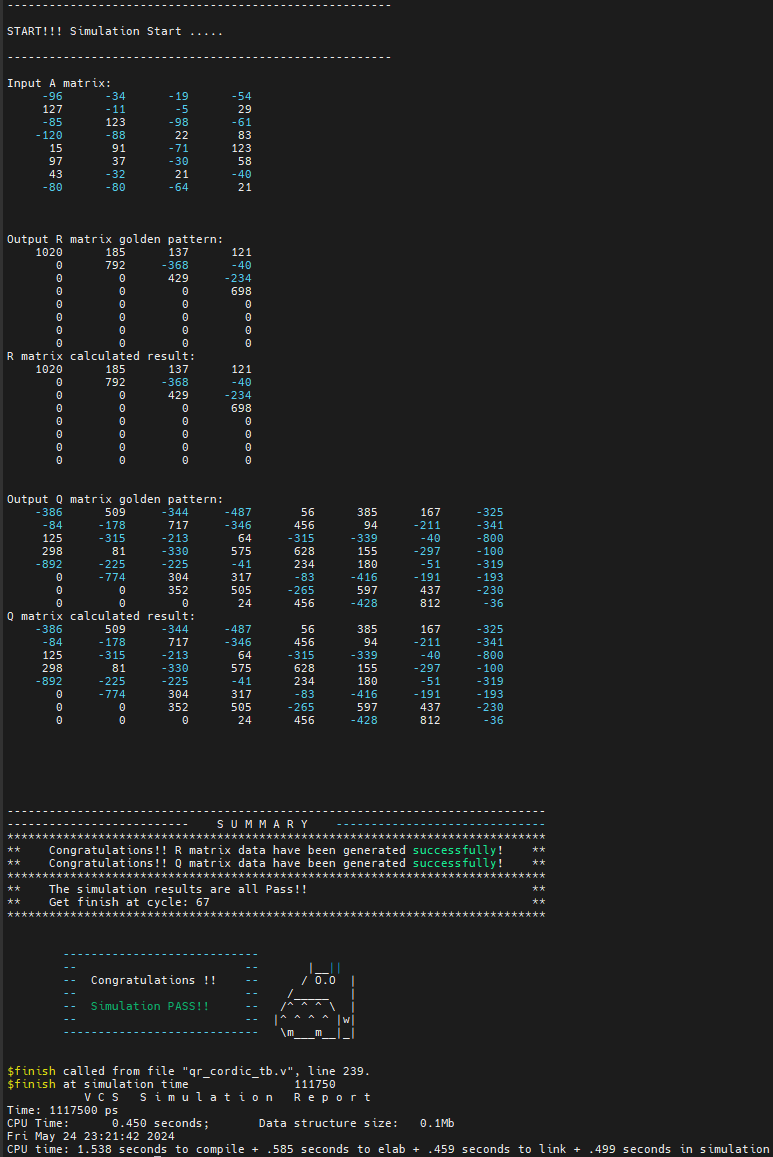 -------------------------------------------------------
START!!! Simulation Start .....
-------------------------------------------------------
Input A matrix:
     -96      -34      -19      -54
     127      -11       -5       29
     -85      123      -98      -61
    -120      -88       22       83
      15       91      -71      123
      97       37      -30       58
      43      -32       21      -40
     -80      -80      -64       21
Output R matrix golden pattern:
    1020      185      137      121
       0      792     -368      -40
       0        0      429     -234
       0        0        0      698
       0        0        0        0
       0        0        0        0
       0        0        0        0
       0        0        0        0
R matrix calculated result:
    1020      185      137      121
       0      792     -368      -40
       0        0      429     -234
       0        0        0      698
       0        0        0        0
       0        0        0        0
       0        0        0        0
       0        0        0        0
Output Q matrix golden pattern:
    -386      509     -344     -487       56      385      167     -325
     -84     -178      717     -346      456       94     -211     -341
     125     -315     -213       64     -315     -339      -40     -800
     298       81     -330      575      628      155     -297     -100
    -892     -225     -225      -41      234      180      -51     -319
       0     -774      304      317      -83     -416     -191     -193
       0        0      352      505     -265      597      437     -230
       0        0        0       24      456     -428      812      -36
Q matrix calculated result:
    -386      509     -344     -487       56      385      167     -325
     -84     -178      717     -346      456       94     -211     -341
     125     -315     -213       64     -315     -339      -40     -800
     298       81     -330      575      628      155     -297     -100
    -892     -225     -225      -41      234      180      -51     -319
       0     -774      304      317      -83     -416     -191     -193
       0        0      352      505     -265      597      437     -230
       0        0        0       24      456     -428      812      -36
-----------------------------------------------------------------------------
--------------------------    S U M M A R Y    ------------------------------
*****************************************************************************
**    Congratulations!! R matrix data have been generated successfully!    **
**    Congratulations!! Q matrix data have been generated successfully!    **
*****************************************************************************
**    The simulation results are all Pass!!                                **
**    Get finish at cycle: 67                                              **
*****************************************************************************
        ----------------------------
        --                        --       |__||
        --  Congratulations !!    --      / O.O  |
        --                        --    /_____   |
        --  Simulation PASS!!     --   /^ ^ ^ \  |
        --                        --  |^ ^ ^ ^ |w|
        ----------------------------   \m___m__|_|
$finish called from file "qr_cordic_tb.v", line 239.
$finish at simulation time               111750
           V C S   S i m u l a t i o n   R e p o r t
Time: 1117500 ps
CPU Time:      0.450 seconds;       Data structure size:   0.1Mb
Fri May 24 23:21:42 2024
CPU time: 1.538 seconds to compile + .585 seconds to elab + .459 seconds to link + .499 seconds in simulation